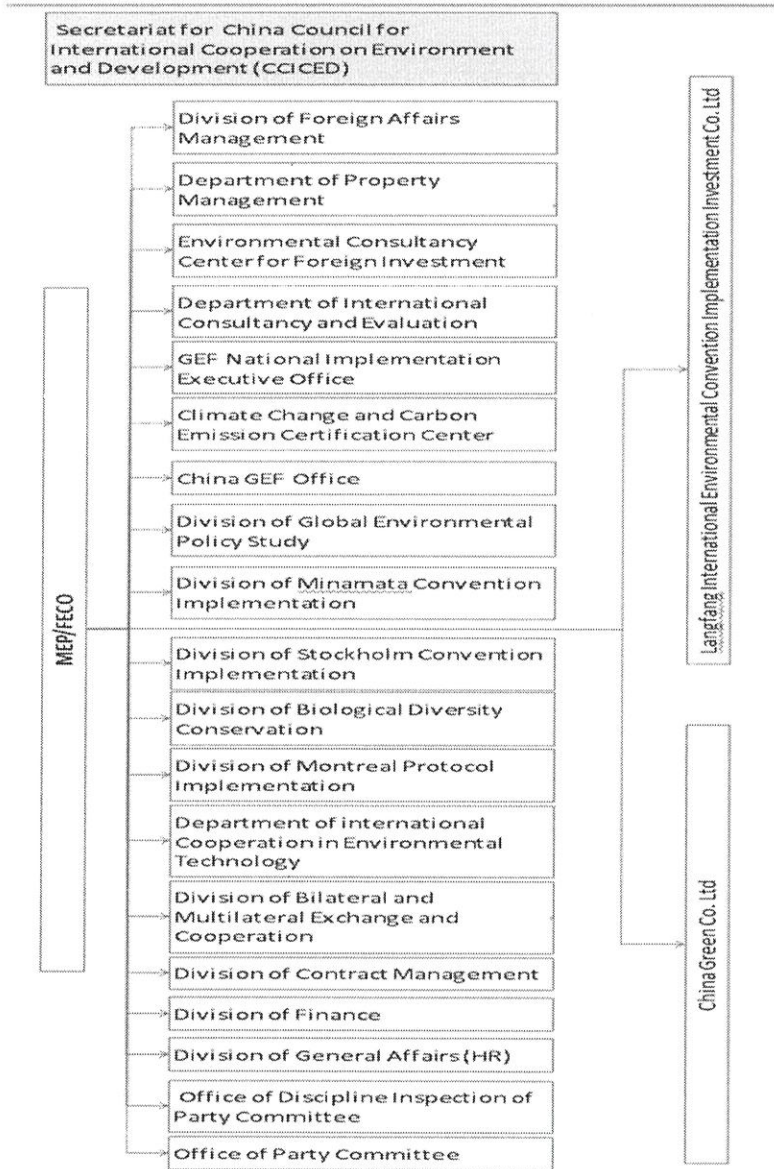 Secretariat for China Council for
International Cooperation on Environment
and Development (CCICED)
Division of Foreign Affairs
Management
Department of Property
Management
Environmental Consultancy
Center for Foreign Investment
Department of International
Consultancy and Evaluation
GEF National Implementation
Executive Office
Climate Change and Carbon
Emission Certification Center
China GEF Office
Division of Global Environmental
Policy Study
Division of Minamata Convention
Implementation
MEP/FECO
Division of Stockholm Convention
Implementation
Division of Biological Diversity
Conservation
Division of Montreal Protocol
Implementation
Department of international
Cooperation in Environmental
Technology
Division of Bilateral and
Multilateral Exchange and
Cooperation
Division of Contract Management
Division of Finance
Division of General Affairs (HR)
Office of Discipline Inspection of
Party Committee
Office of Party Committee
Langfang International Environmental Convention Implementation Investment Co. Ltd
China Green Co. Ltd